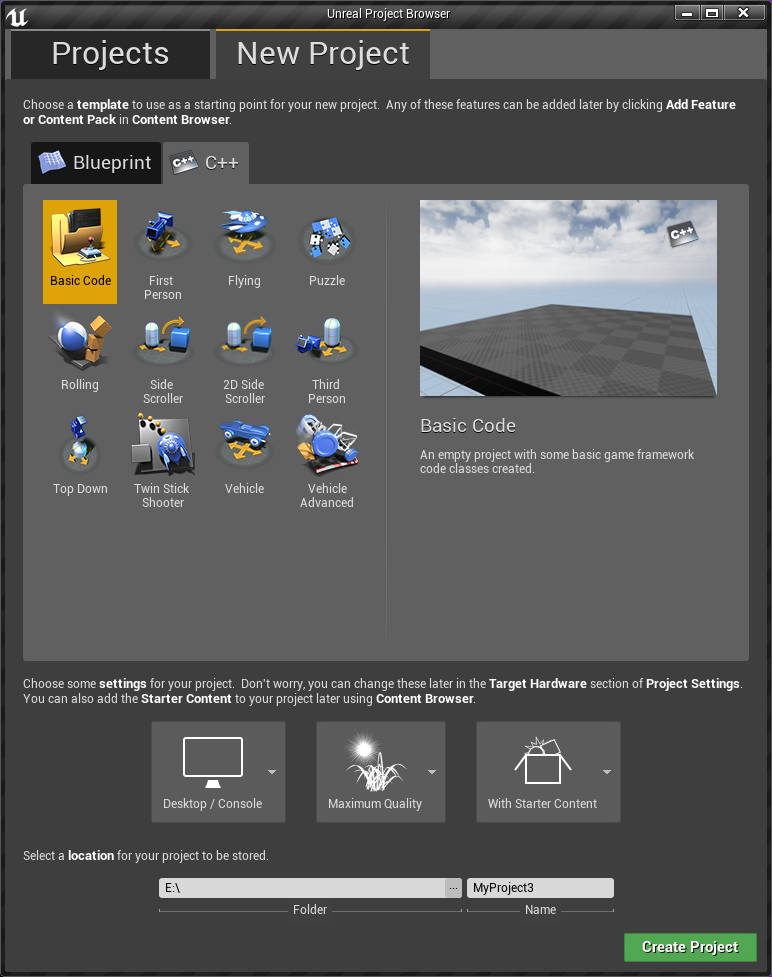 Unreal Project Browser
Projects
New Project
Choose a template to use as a starting point for your new project. Any of these features can be added later by clicking Add Feature
or Content Pack in Content Browser.
Blueprint
C++
C++
Basic Code
First
Person
Flying
Puzzle
Rolling
Side
Scroller
2D Side
Scroller
Third
Person
Top Down
Twin Stick
Shooter
Vehicle
Vehicle
Advanced
C++
Basic Code
An empty project with some basic game framework
code classes created.
Choose some settings for your project. Don't worry, you can change these later in the Target Hardware section of Project Settings.
You can also add the Starter Content to your project later using Content Browser.
Desktop / Console
Maximum Quality
With Starter Content
Select a location for your project to be stored.
E:\
...
MyProject3
Folder
Name
Create Project